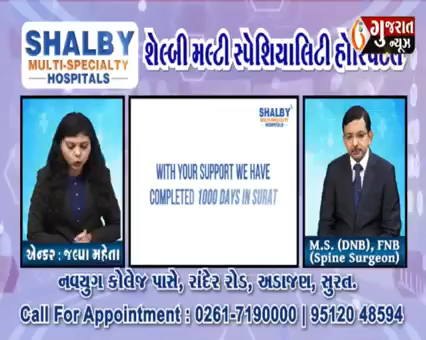 SHALBY
MULTI-SPECIALTY
HOSPITALS
શેલ્બી મલ્ટી સ્પેશિયાલિટી
ગુજરાત
ન્યૂઝ
SHALBY
MULTI-SPECIALTY
HOSPITALS
WITH YOUR SUPPORT WE HAVE
COMPLETED 1000 DAYS IN SURAT
એન્કર : જલ્પા મહેતા
M.S. (DNB), FNB
(Spine Surgeon)
નવયુગ કોલેજ પાસે, રાંદેર રોડ, અડાજણ, સુરત.
Call For Appointment : 0261-7190000 | 95120 48594